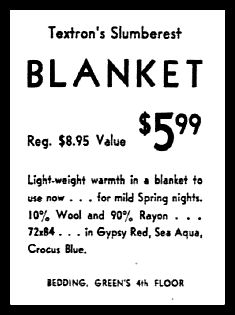 Textron's Slumberest
BLANKET
Reg. $8.95 Value $5.99
Light-weight warmth in a blanket to
use now . . . for mild Spring nights.
10% Wool and 90% Rayon . . .
72x84 . . . in Gypsy Red, Sea Aqua,
Crocus Blue.
BEDDING, GREEN'S 4th FLOOR